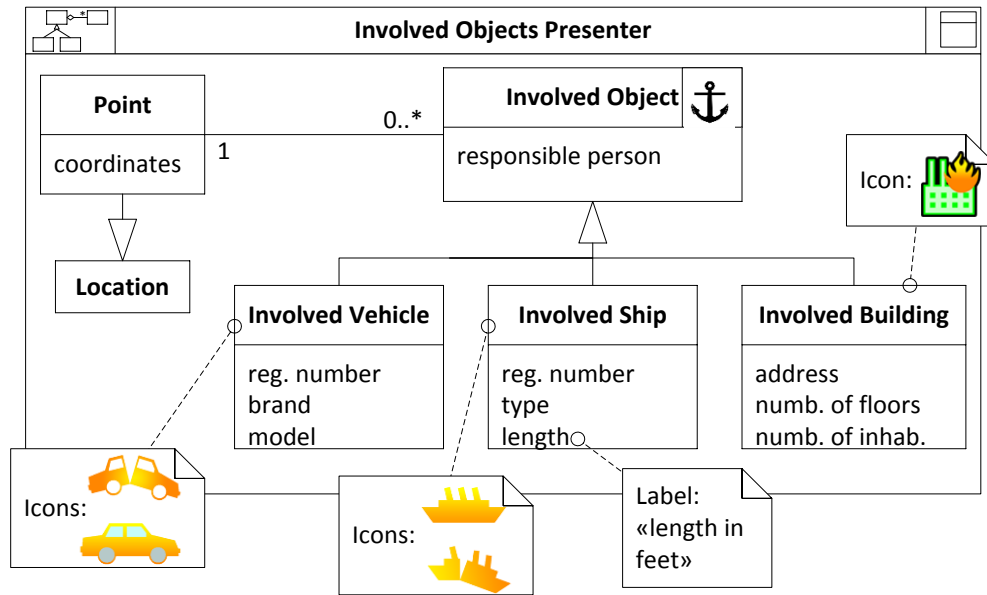 *
Involved Objects Presenter
Point
coordinates
1
0..*
Involved Object
responsible person
Icon:
Location
Involved Vehicle
reg. number
brand
model
Involved Ship
reg. number
type
length
Involved Building
address
numb. of floors
numb. of inhab.
Icons:
Icons:
Label:
«length in
feet»